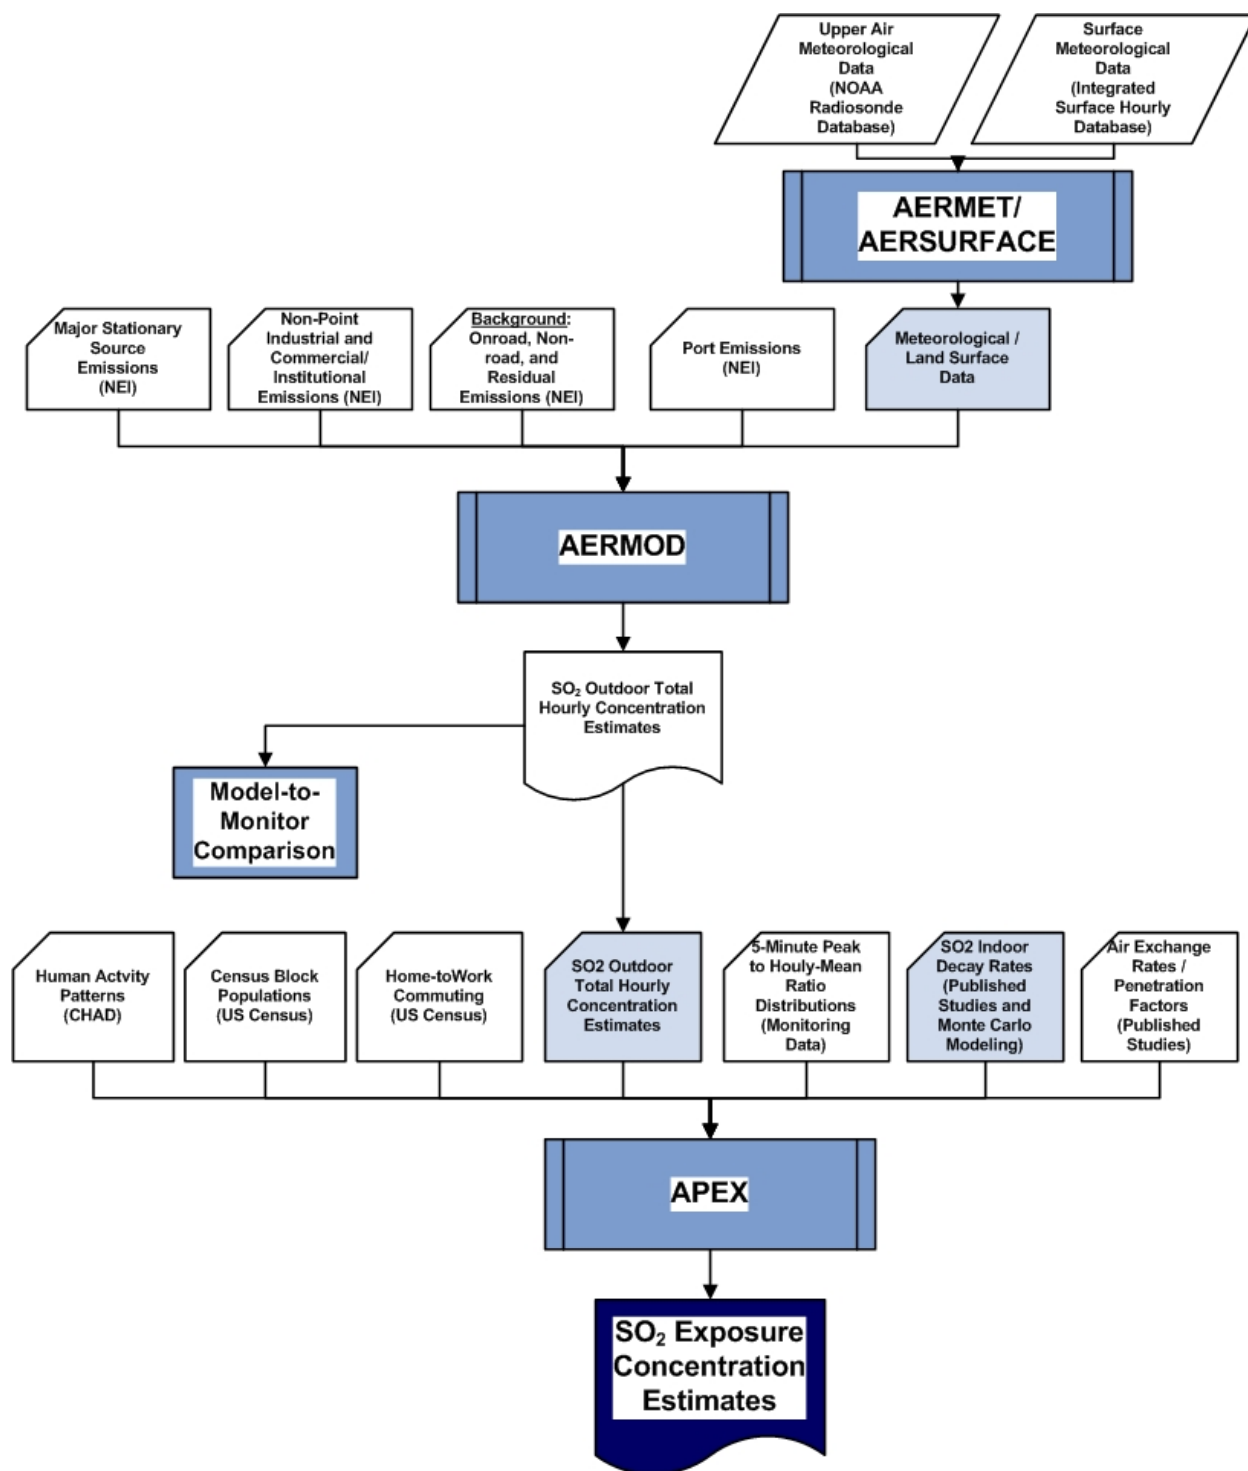 Upper Air
Meteorological
Data
(NOAA
Radiosonde
Database)
Surface
Meteorological
Data
(Integrated
Surface Hourly
Database)
AERMET/
AERSURFACE
Major Stationary
Source
Emissions
(NEI)
Non-Point
Industrial and
Commercial/
Institutional
Emissions (NEI)
Background:
Onroad, Non-
road, and
Residual
Emissions (NEI)
Port Emissions
(NEI)
Meteorological /
Land Surface
Data
AERMOD
SO₂ Outdoor Total
Hourly Concentration
Estimates
Model-to-
Monitor
Comparison
Human Actvity
Patterns
(CHAD)
Census Block
Populations
(US Census)
Home-toWork
Commuting
(US Census)
SO2 Outdoor
Total Hourly
Concentration
Estimates
5-Minute Peak
to Houly-Mean
Ratio
Distributions
(Monitoring
Data)
SO2 Indoor
Decay Rates
(Published
Studies and
Monte Carlo
Modeling)
Air Exchange
Rates /
Penetration
Factors
(Published
Studies)
APEX
SO₂ Exposure
Concentration
Estimates